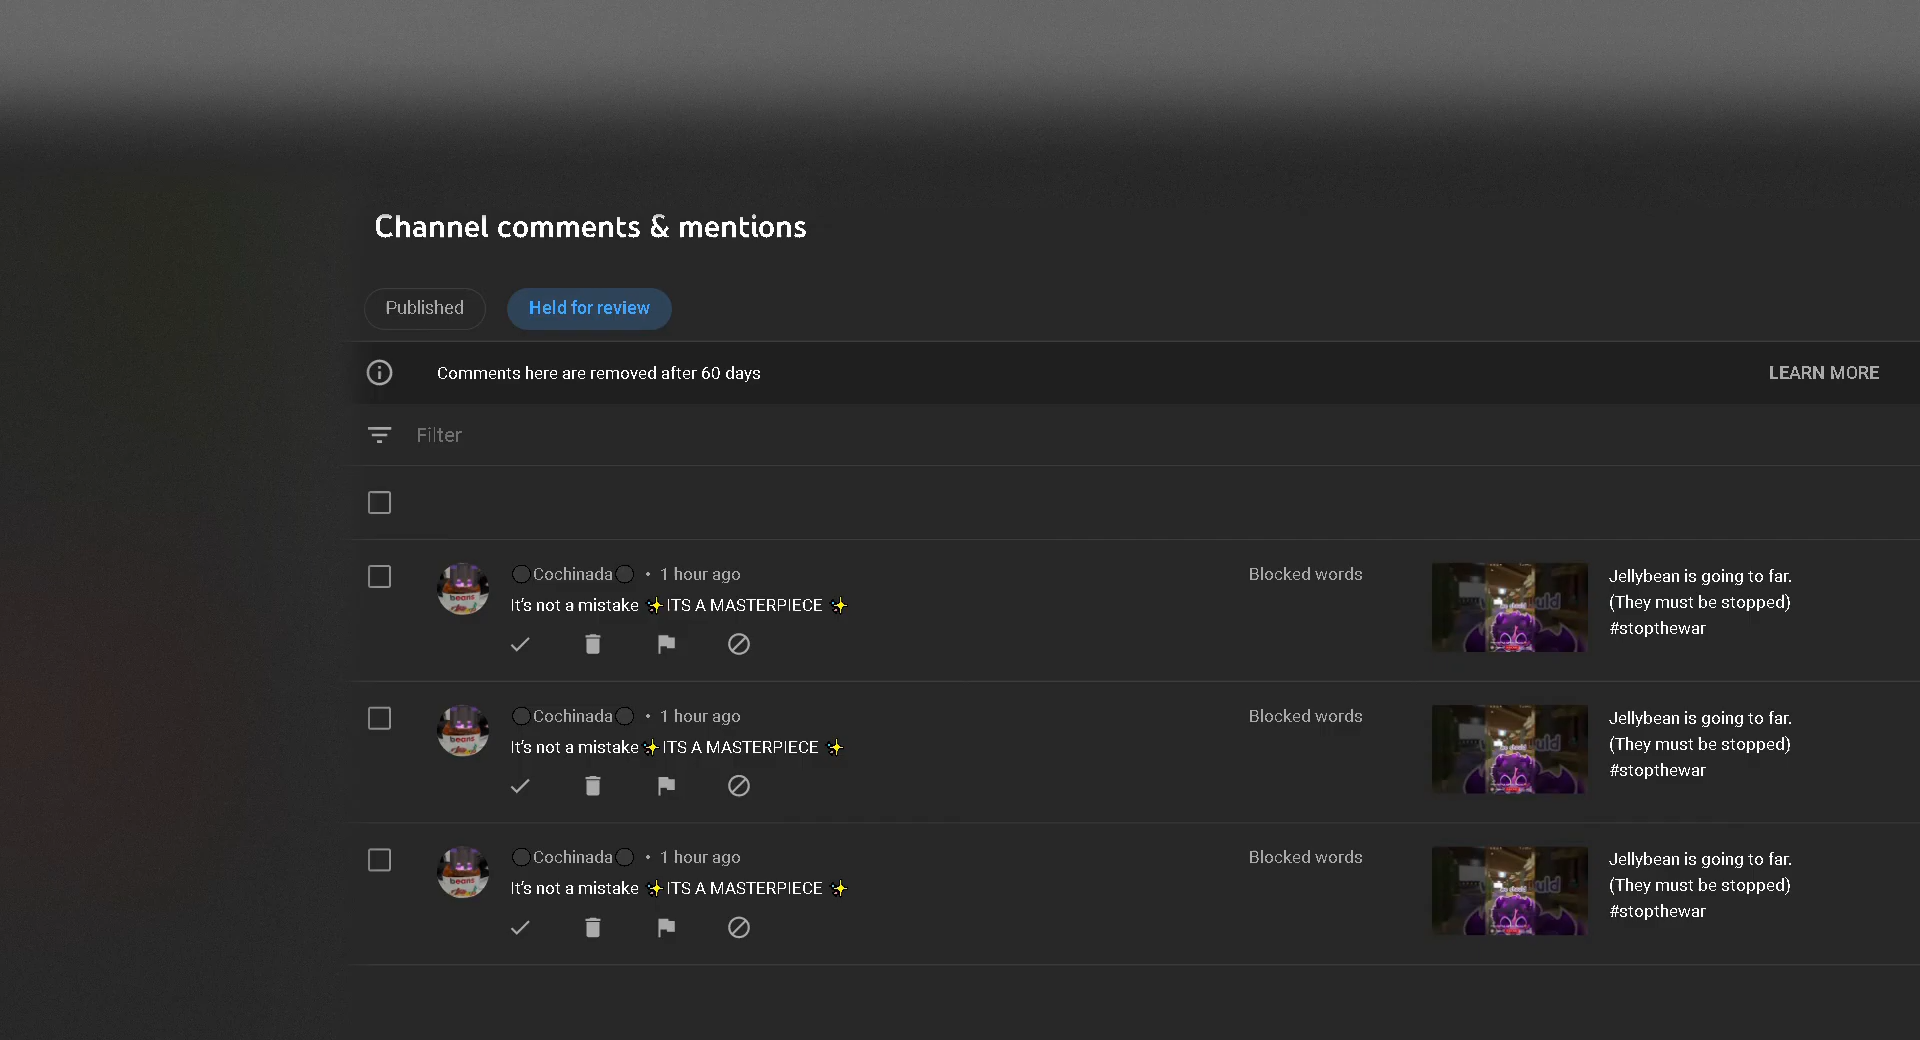 Channel comments & mentions
Published
Held for review
Comments here are removed after 60 days
LEARN MORE
Filter
Cochinada • 1 hour ago
It's not a mistake ✨ITS A MASTERPIECE ✨
Blocked words
Jellybean is going to far.
(They must be stopped)
#stopthewar
Cochinada • 1 hour ago
It's not a mistake✨ITS A MASTERPIECE ✨
Blocked words
Jellybean is going to far.
(They must be stopped)
#stopthewar
Cochinada • 1 hour ago
It's not a mistake ✨ITS A MASTERPIECE ✨
Blocked words
Jellybean is going to far.
(They must be stopped)
#stopthewar